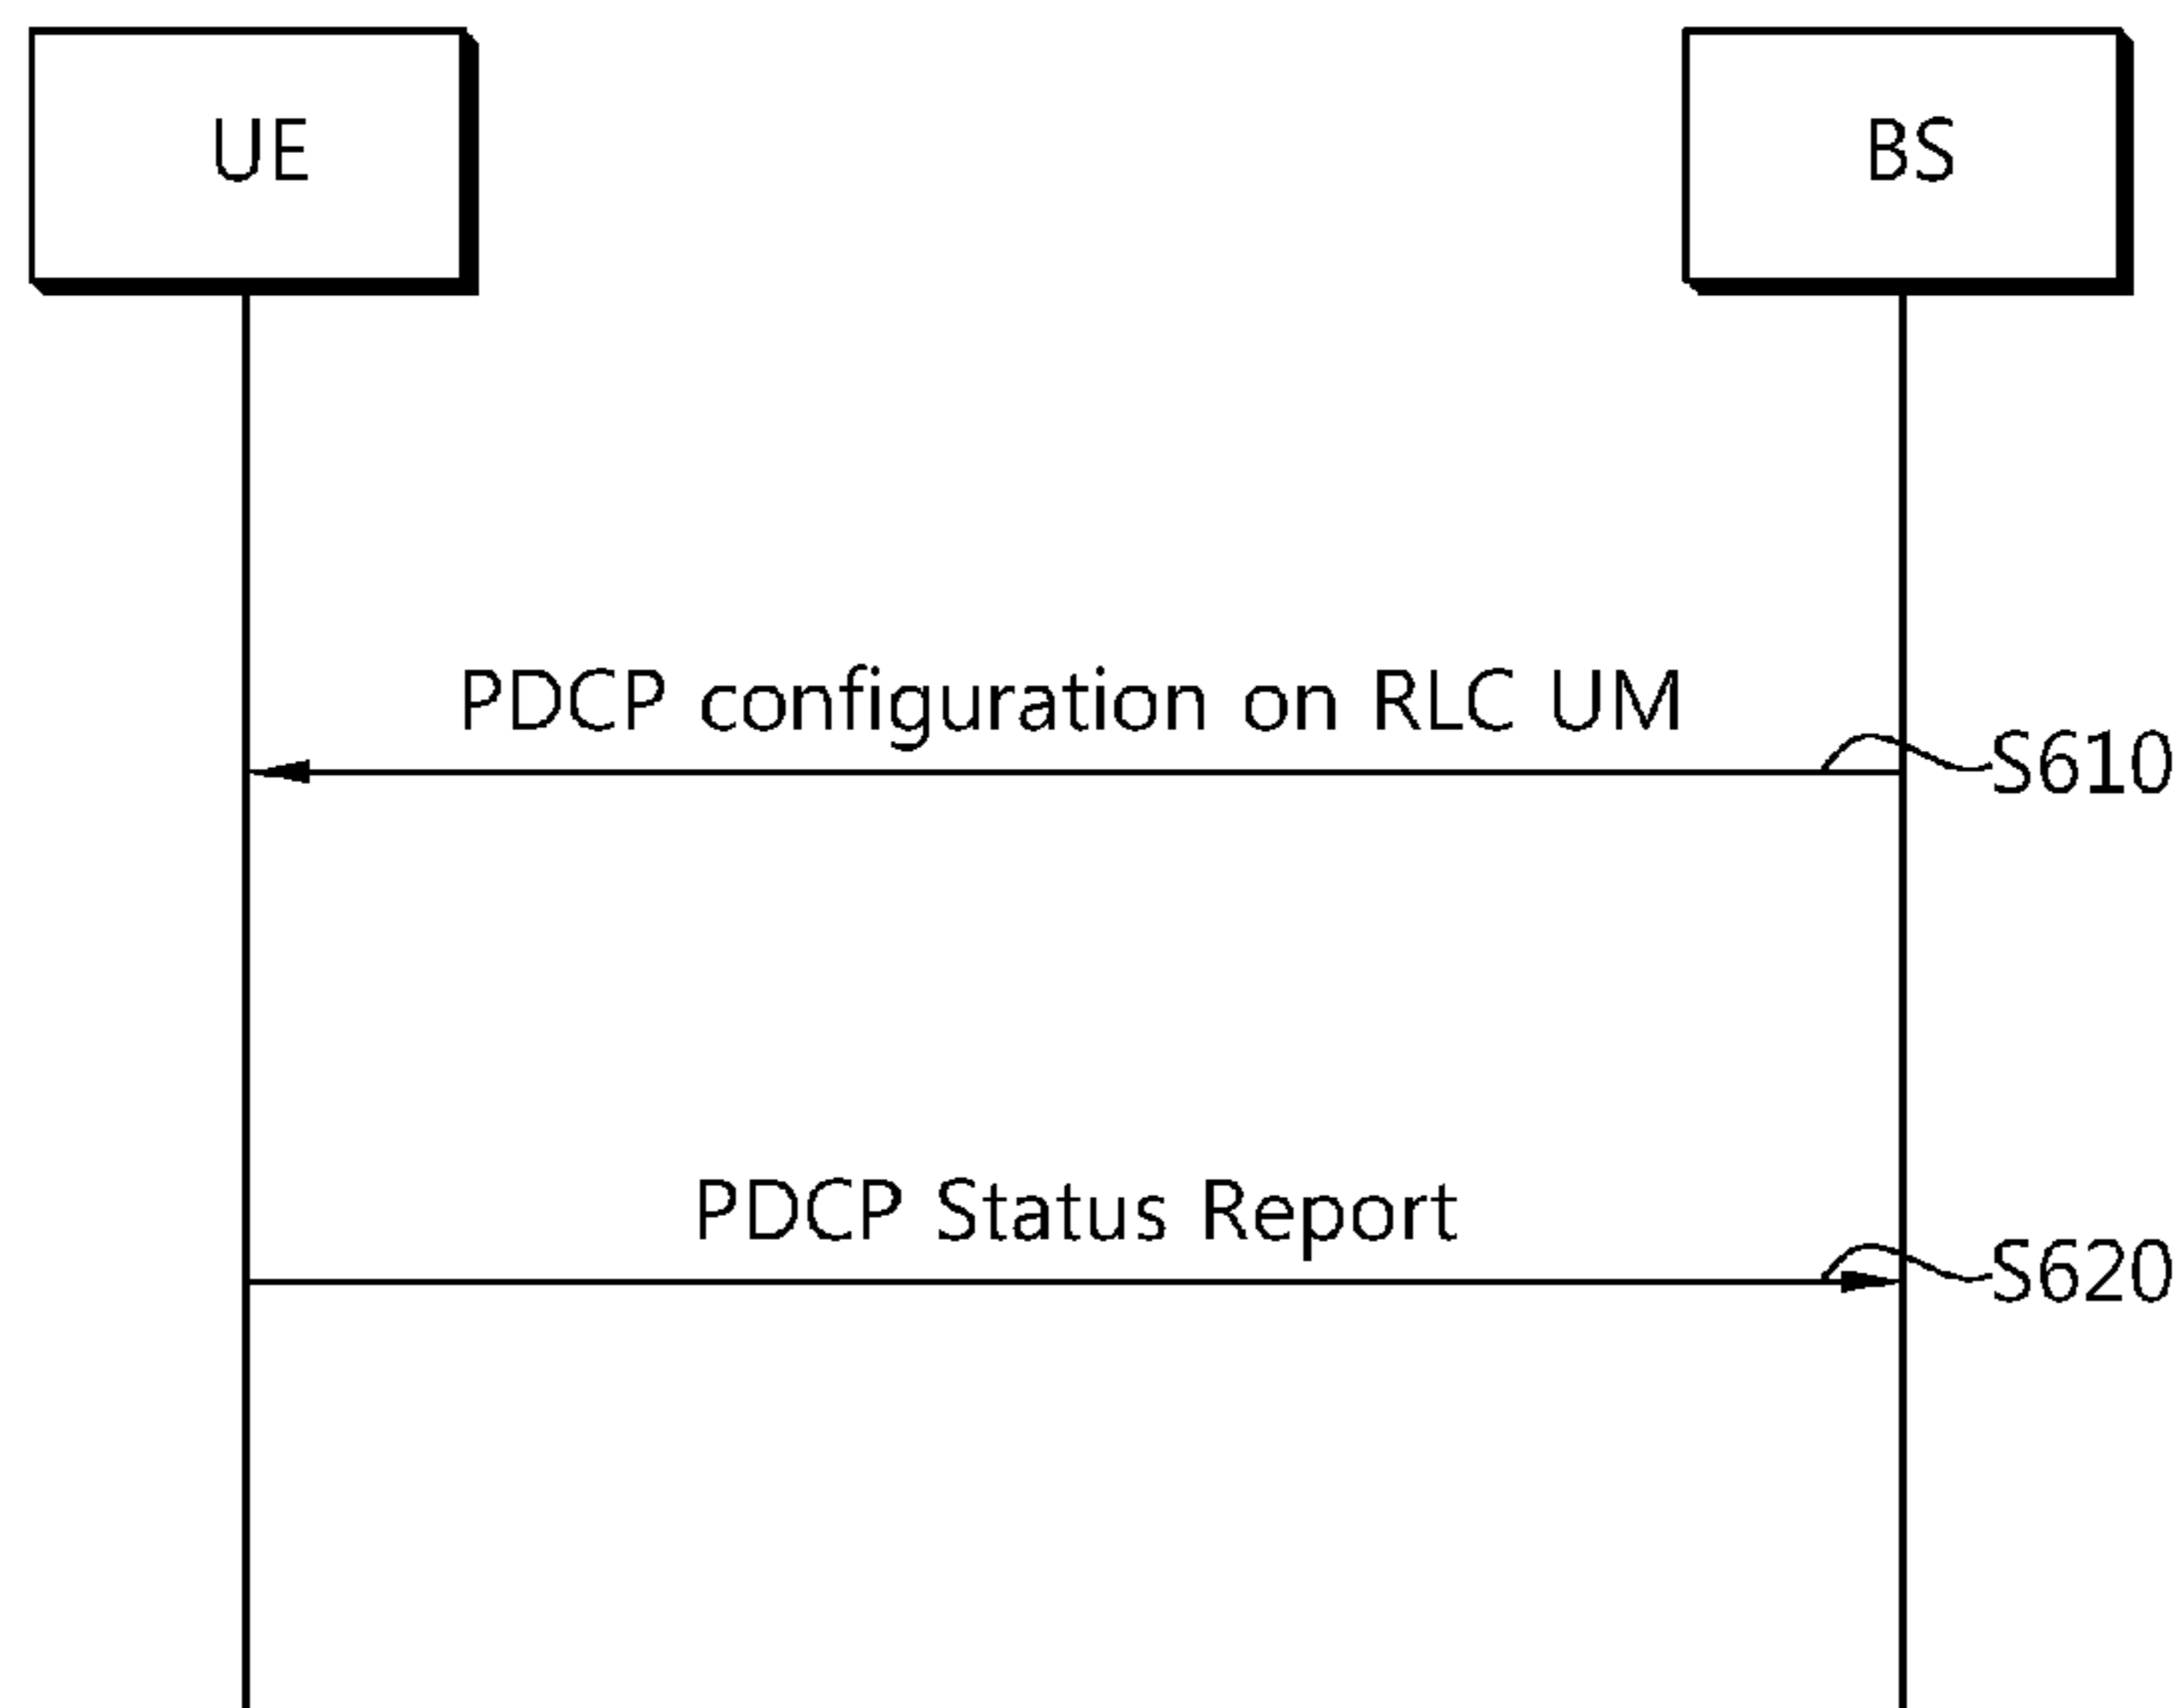 UE
BS
PDCP configuration on RLC UM
S610
PDCP Status Report
S620